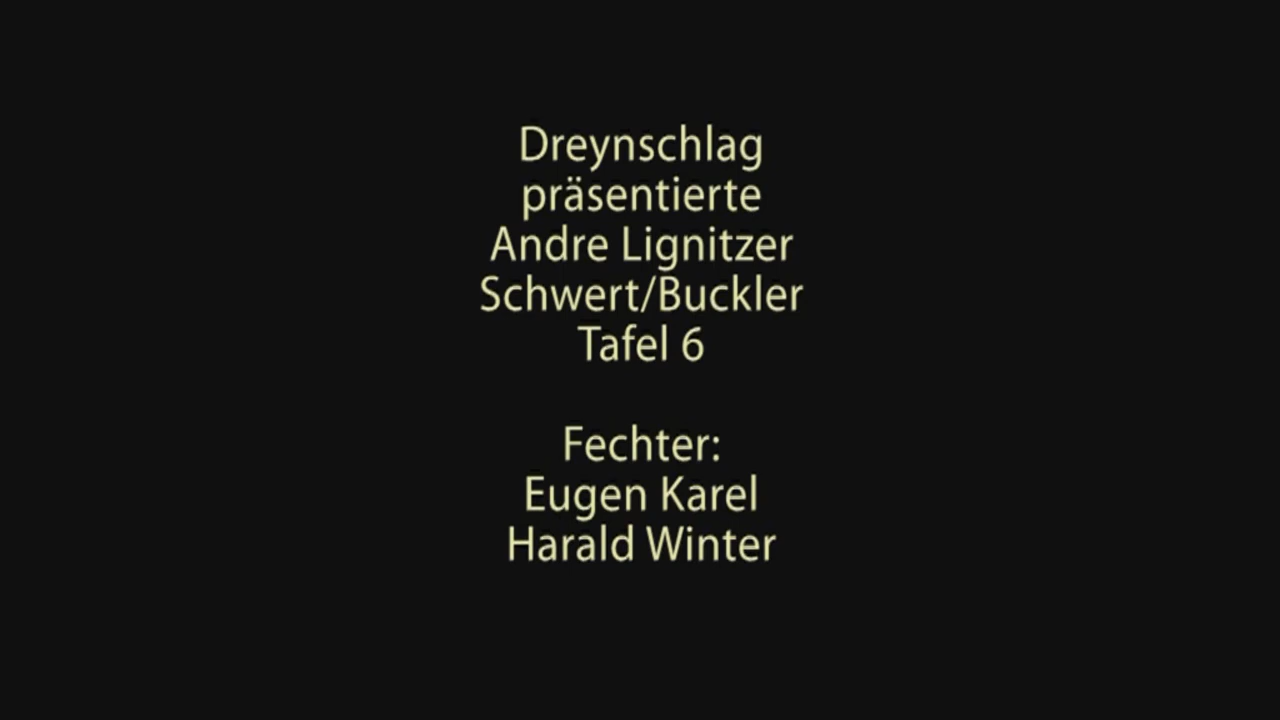 Dreynschlag
präsentierte
Andre Lignitzer
Schwert/Buckler
Tafel 6
Fechter:
Eugen Karel
Harald Winter